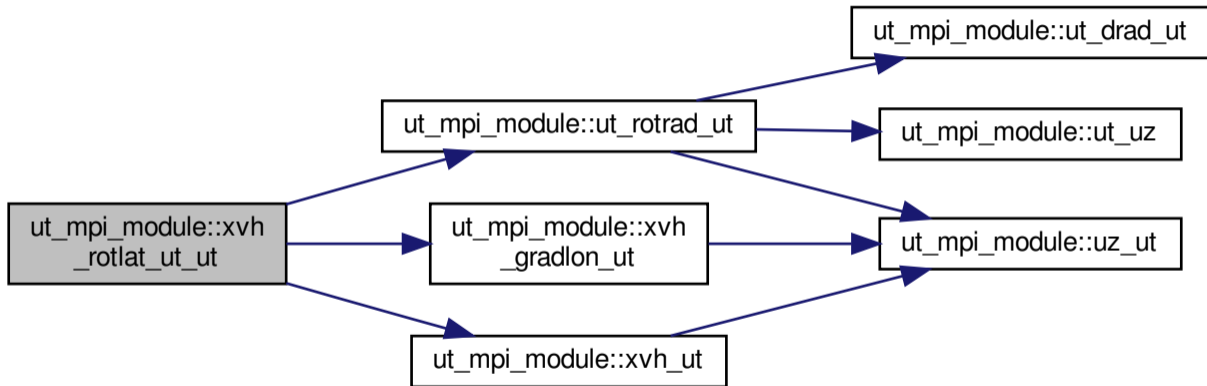 ut_mpi_module::ut_drad_ut
ut_mpi_module::ut_rotrad_ut
ut_mpi_module::ut_uz
ut_mpi_module::xvh
_rotlat_ut_ut
ut_mpi_module::xvh
_gradlon_ut
ut_mpi_module::uz_ut
ut_mpi_module::xvh_ut